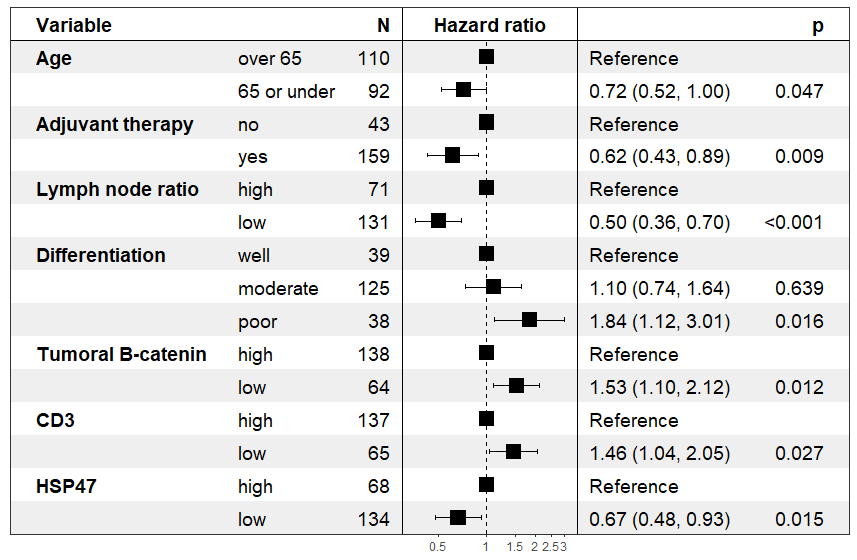 Variable N Hazard ratio p
Age over 65 110 Reference
65 or under 92 0.72 (0.52, 1.00) 0.047
Adjuvant therapy no 43 Reference
yes 159 0.62 (0.43, 0.89) 0.009
Lymph node ratio high 71 Reference
low 131 0.50 (0.36, 0.70) <0.001
Differentiation well 39 Reference
moderate 125 1.10 (0.74, 1.64) 0.639
poor 38 1.84 (1.12, 3.01) 0.016
Tumoral B-catenin high 138 Reference
low 64 1.53 (1.10, 2.12) 0.012
CD3 high 137 Reference
low 65 1.46 (1.04, 2.05) 0.027
HSP47 high 68 Reference
low 134 0.67 (0.48, 0.93) 0.015
0.5 1 1.5 2 2.5 3